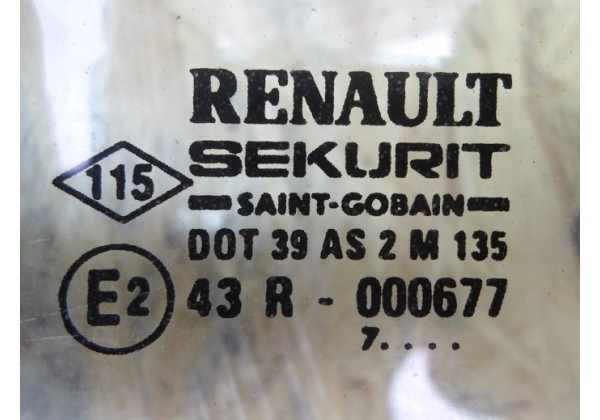 RENAULT
115
SEKURIT
SAINT-GOBAIN
DOT 39 AS 2 M 135
E2 43 R - 000677
7....